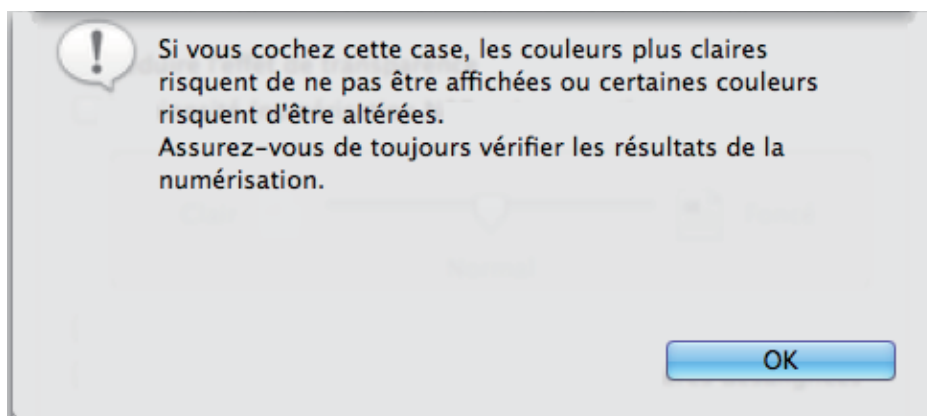 Si vous cochez cette case, les couleurs plus claires
risquent de ne pas être affichées ou certaines couleurs
risquent d'être altérées.
Assurez-vous de toujours vérifier les résultats de la
numérisation.
Normal
OK